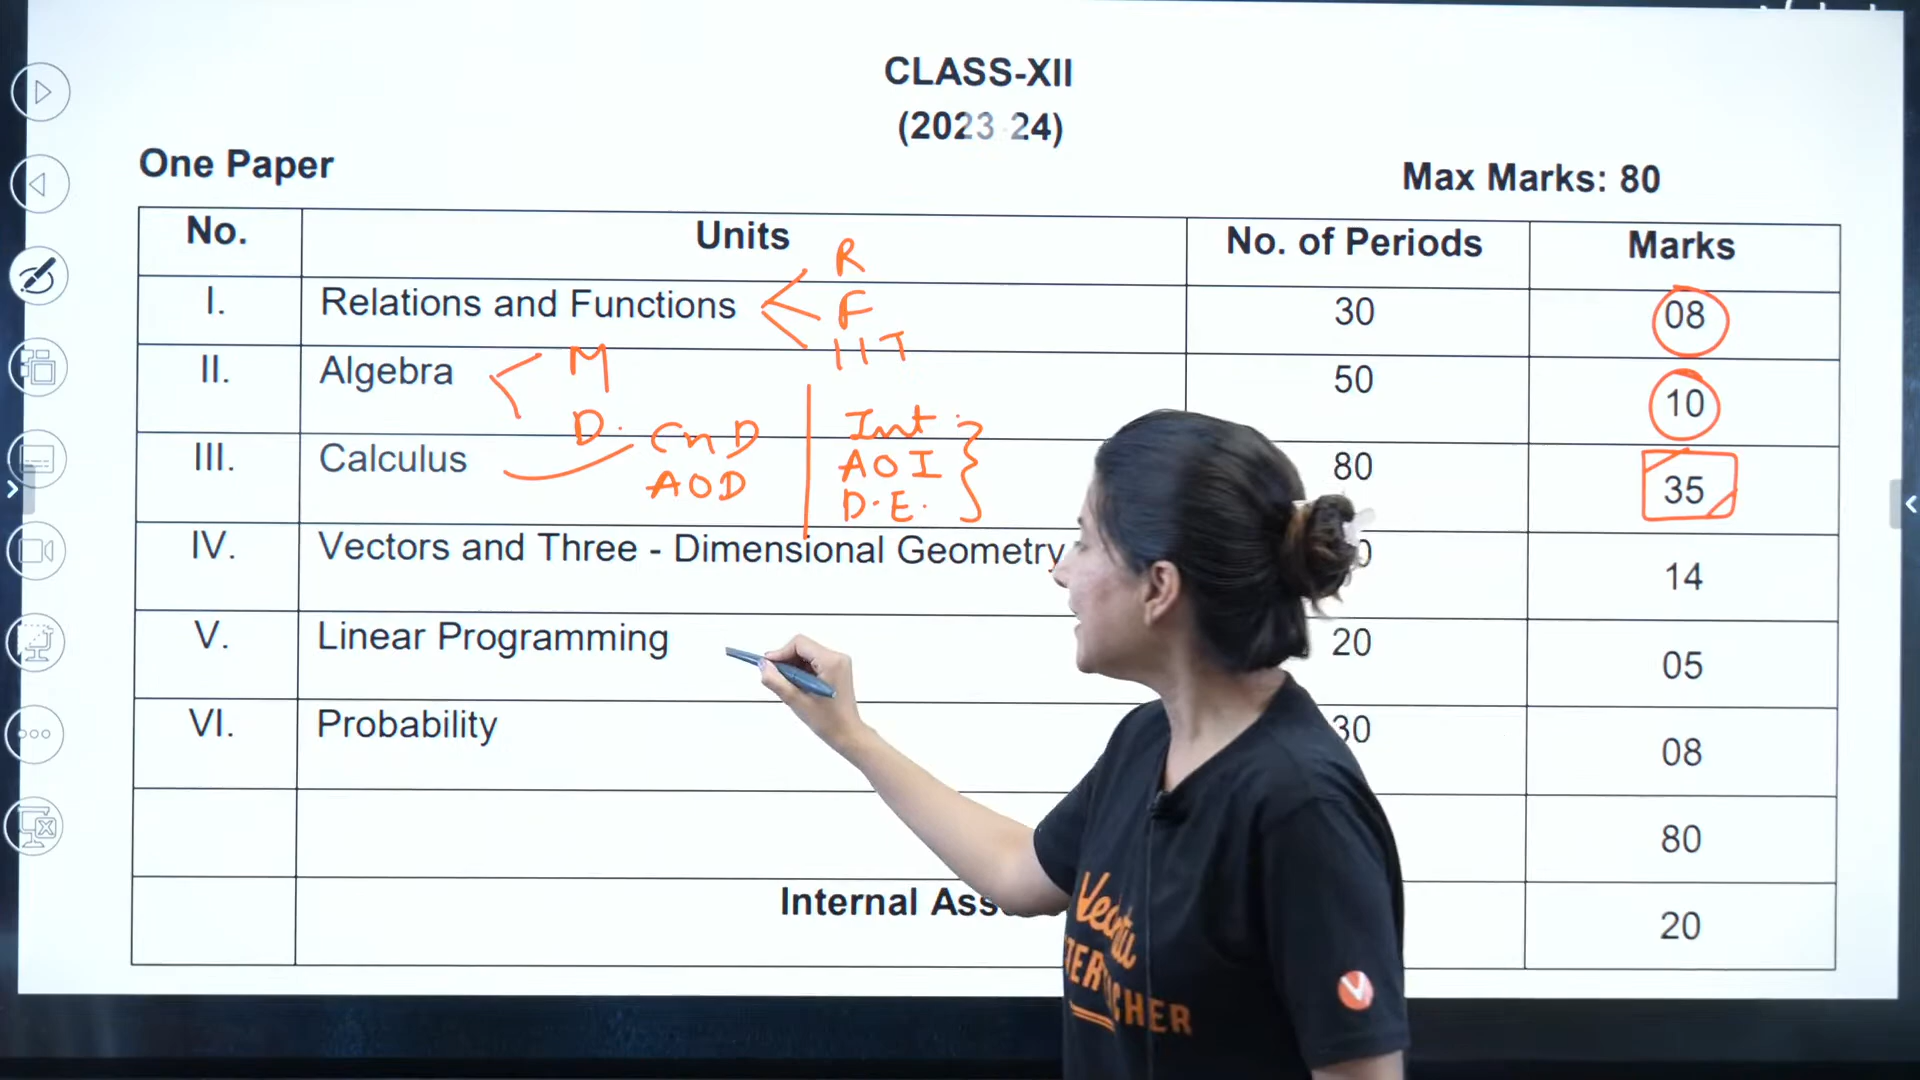 CLASS-XII
(2023-24)
One Paper
Max Marks: 80
No. Units No. of Periods Marks
R
I. Relations and Functions F 30 08
IIT
II. Algebra M 50 10
D. CnD Int
III. Calculus AOD AOI 80 35
D.E.
IV. Vectors and Three - Dimensional Geometry 14
V. Linear Programming 20 05
VI. Probability 30 08
80
Internal 20
Vedantu